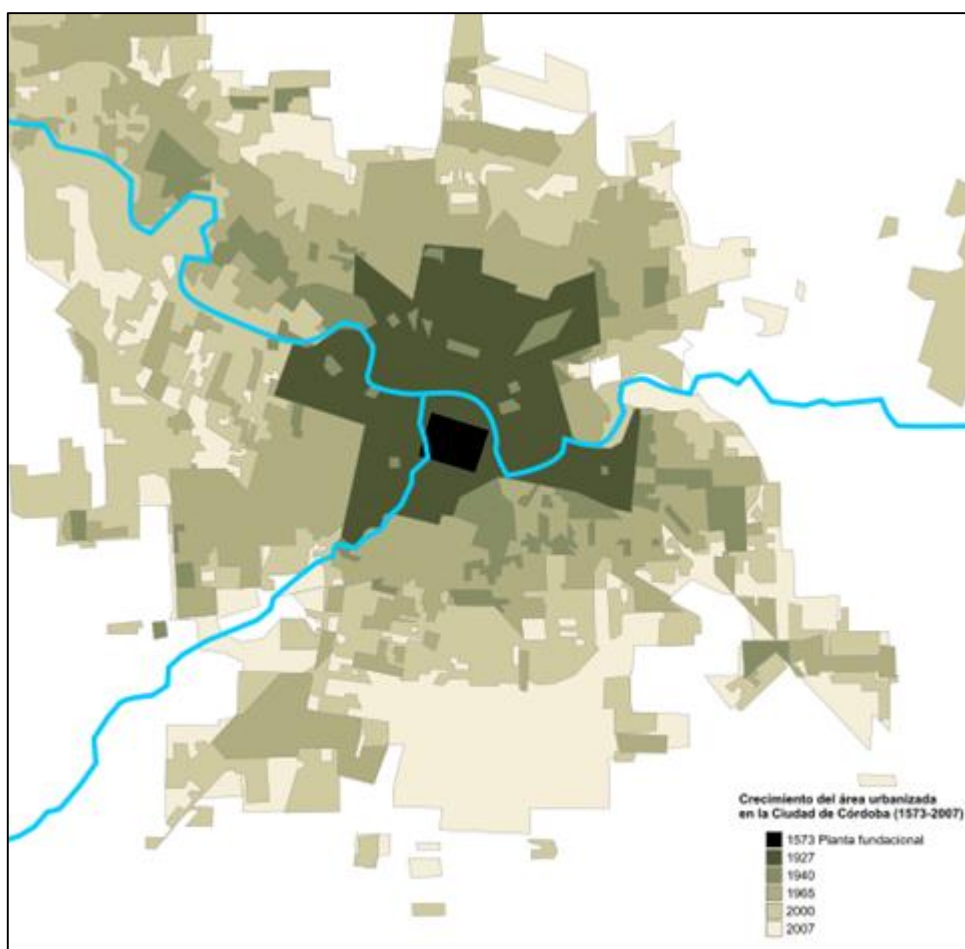 Crecimiento del área urbanizada
en la Ciudad de Córdoba (1573-2007)
1573 Planta fundacional
1927
1940
1965
2000
2007